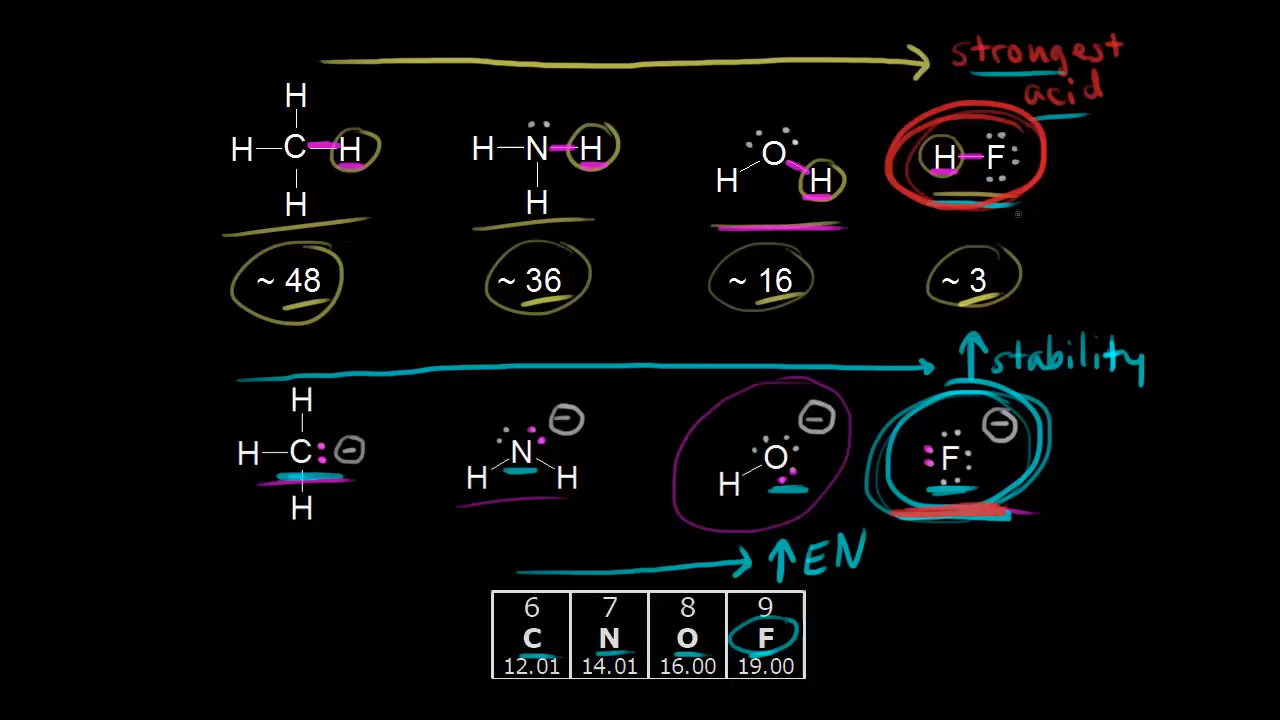 strongest
acid
H
H C H
H
H N H
H
O
H H
H F
~ 48 ~ 36 ~ 16 ~ 3
stability
H
H C −
H
N −
H H
O −
H
F −
EN
6 7 8 9
C N O F
12.01 14.01 16.00 19.00